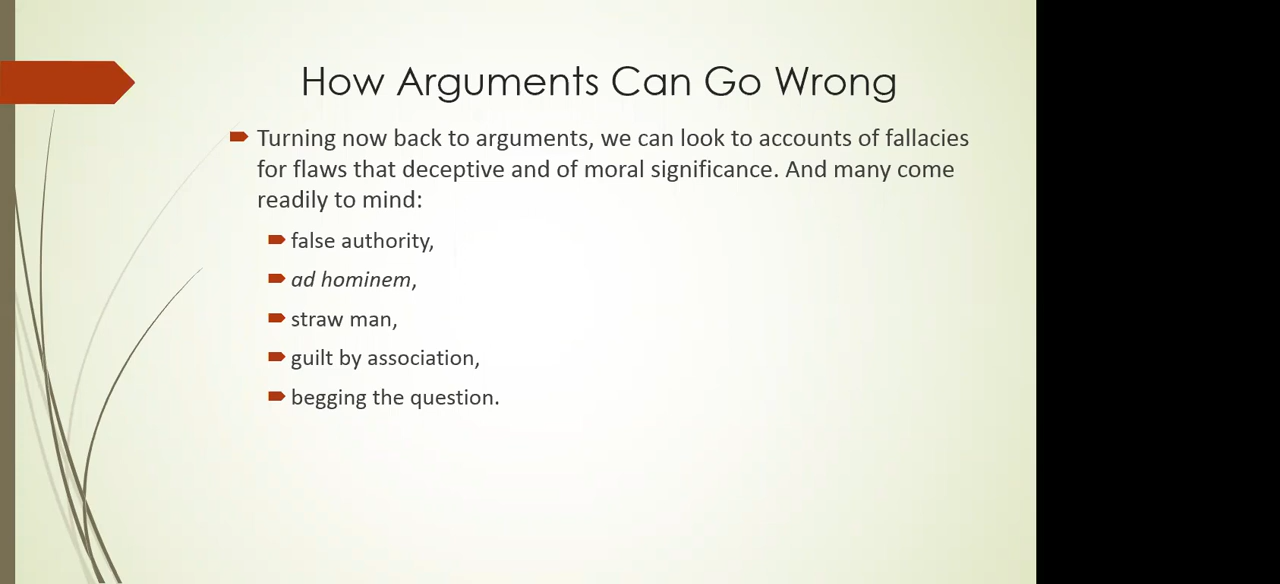 How Arguments Can Go Wrong
Turning now back to arguments, we can look to accounts of fallacies
for flaws that deceptive and of moral significance. And many come
readily to mind:
false authority,
ad hominem,
straw man,
guilt by association,
begging the question.